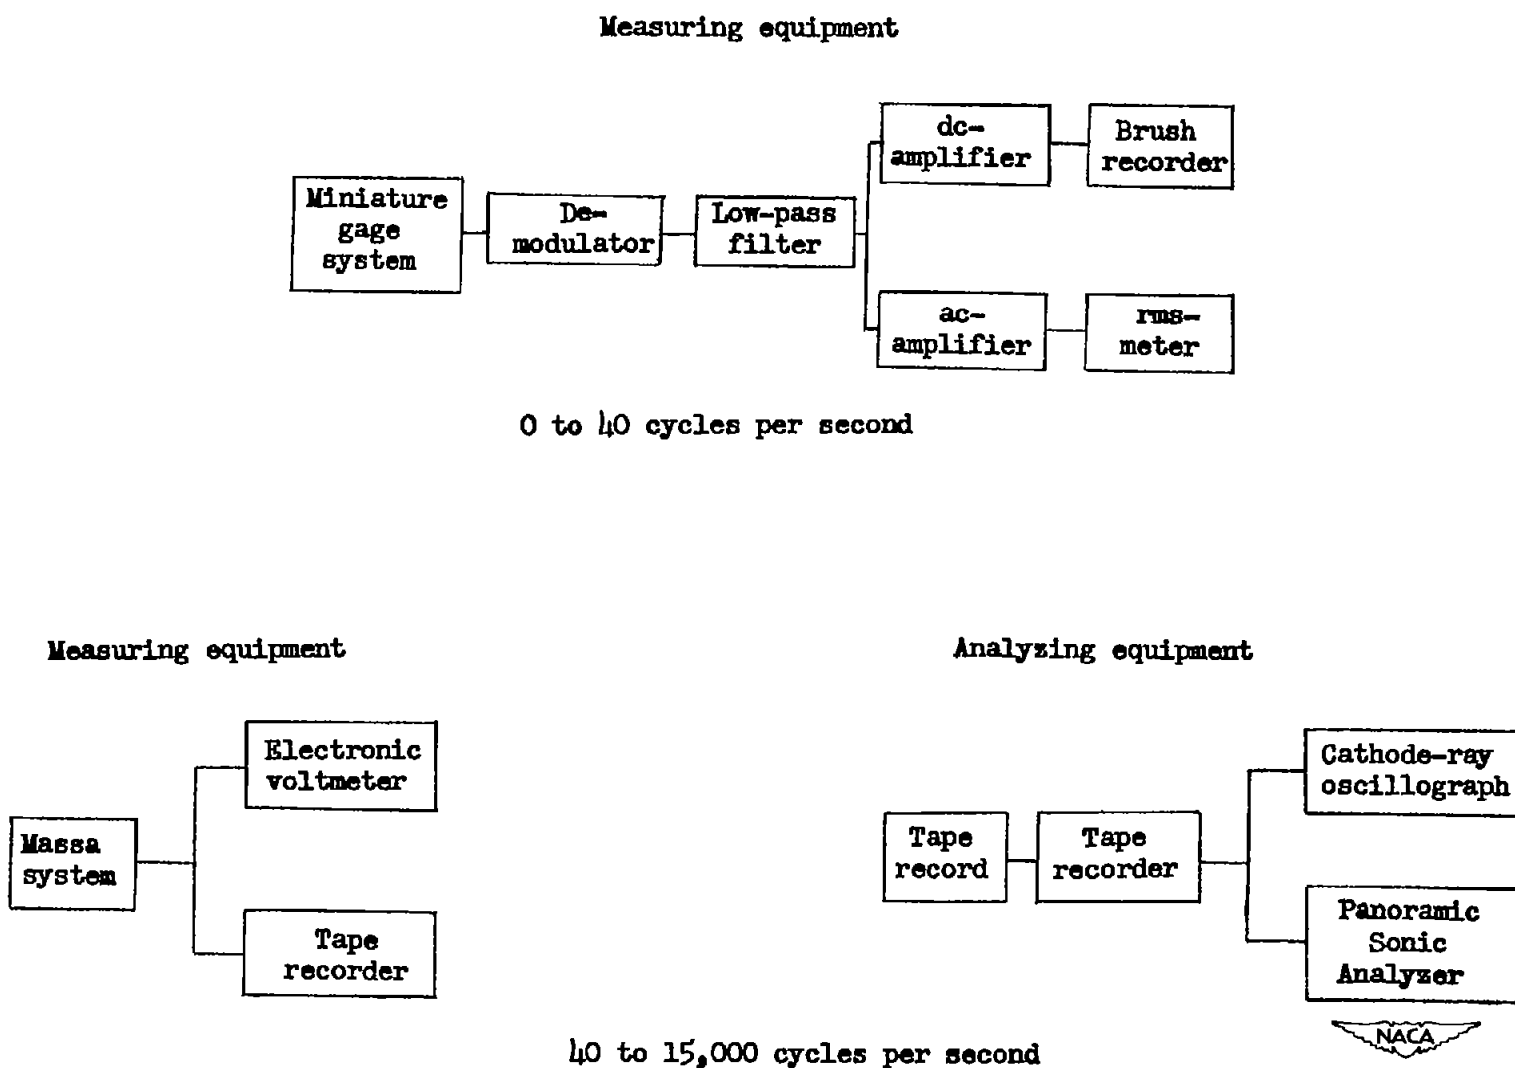 Measuring equipment
Miniature
gage
system
De-
modulator
Low-pass
filter
dc-
amplifier
Brush
recorder
ac-
amplifier
rms-
meter
0 to 40 cycles per second
Measuring equipment
Massa
system
Electronic
voltmeter
Tape
recorder
Analyzing equipment
Tape
record
Tape
recorder
Cathode-ray
oscillograph
Panoramic
Sonic
Analyzer
NACA
40 to 15,000 cycles per second